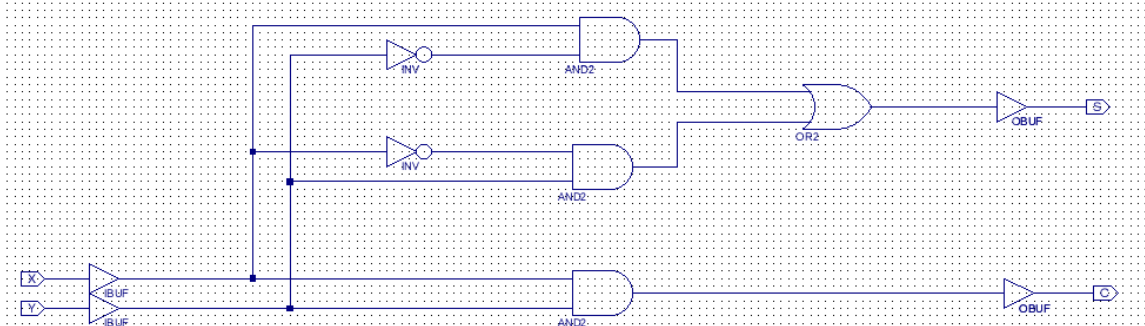 AND2
INV
S
OBUF
OR2
INV
AND2
X
IBUF
Y
IBUF
AND2
C
OBUF